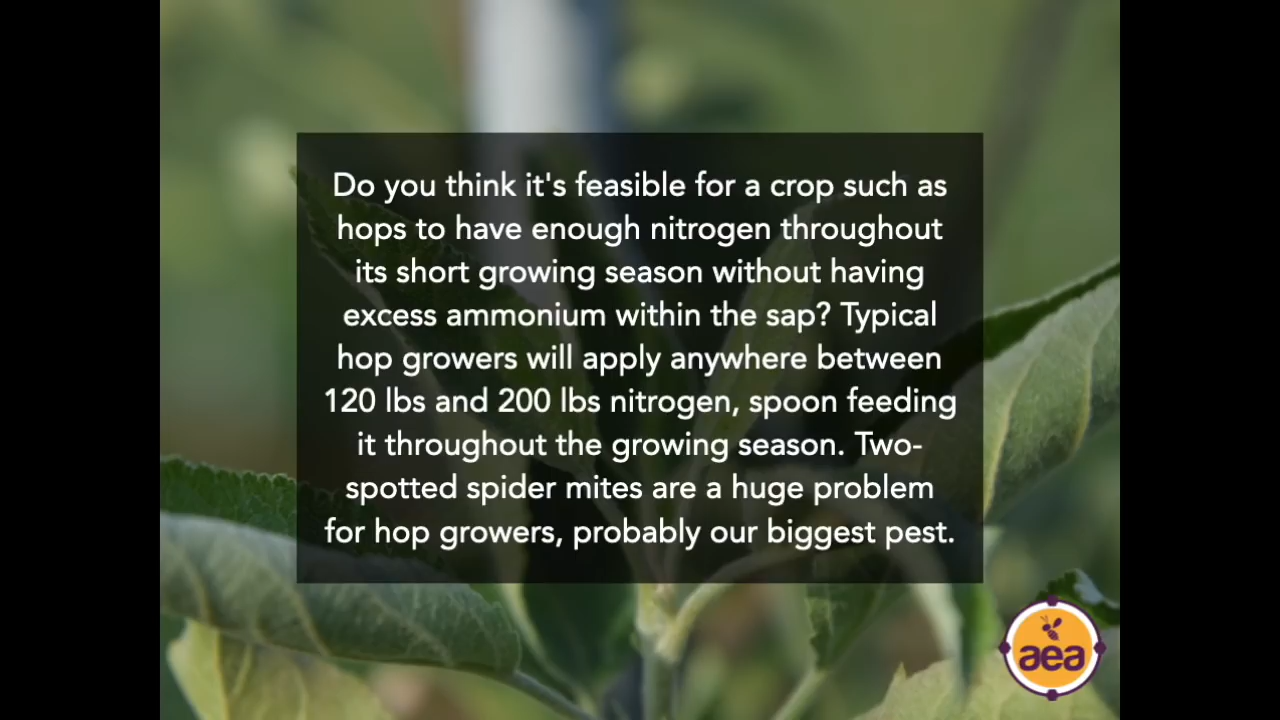 Do you think it's feasible for a crop such as
hops to have enough nitrogen throughout
its short growing season without having
excess ammonium within the sap? Typical
hop growers will apply anywhere between
120 lbs and 200 lbs nitrogen, spoon feeding
it throughout the growing season. Two-
spotted spider mites are a huge problem
for hop growers, probably our biggest pest.
aea